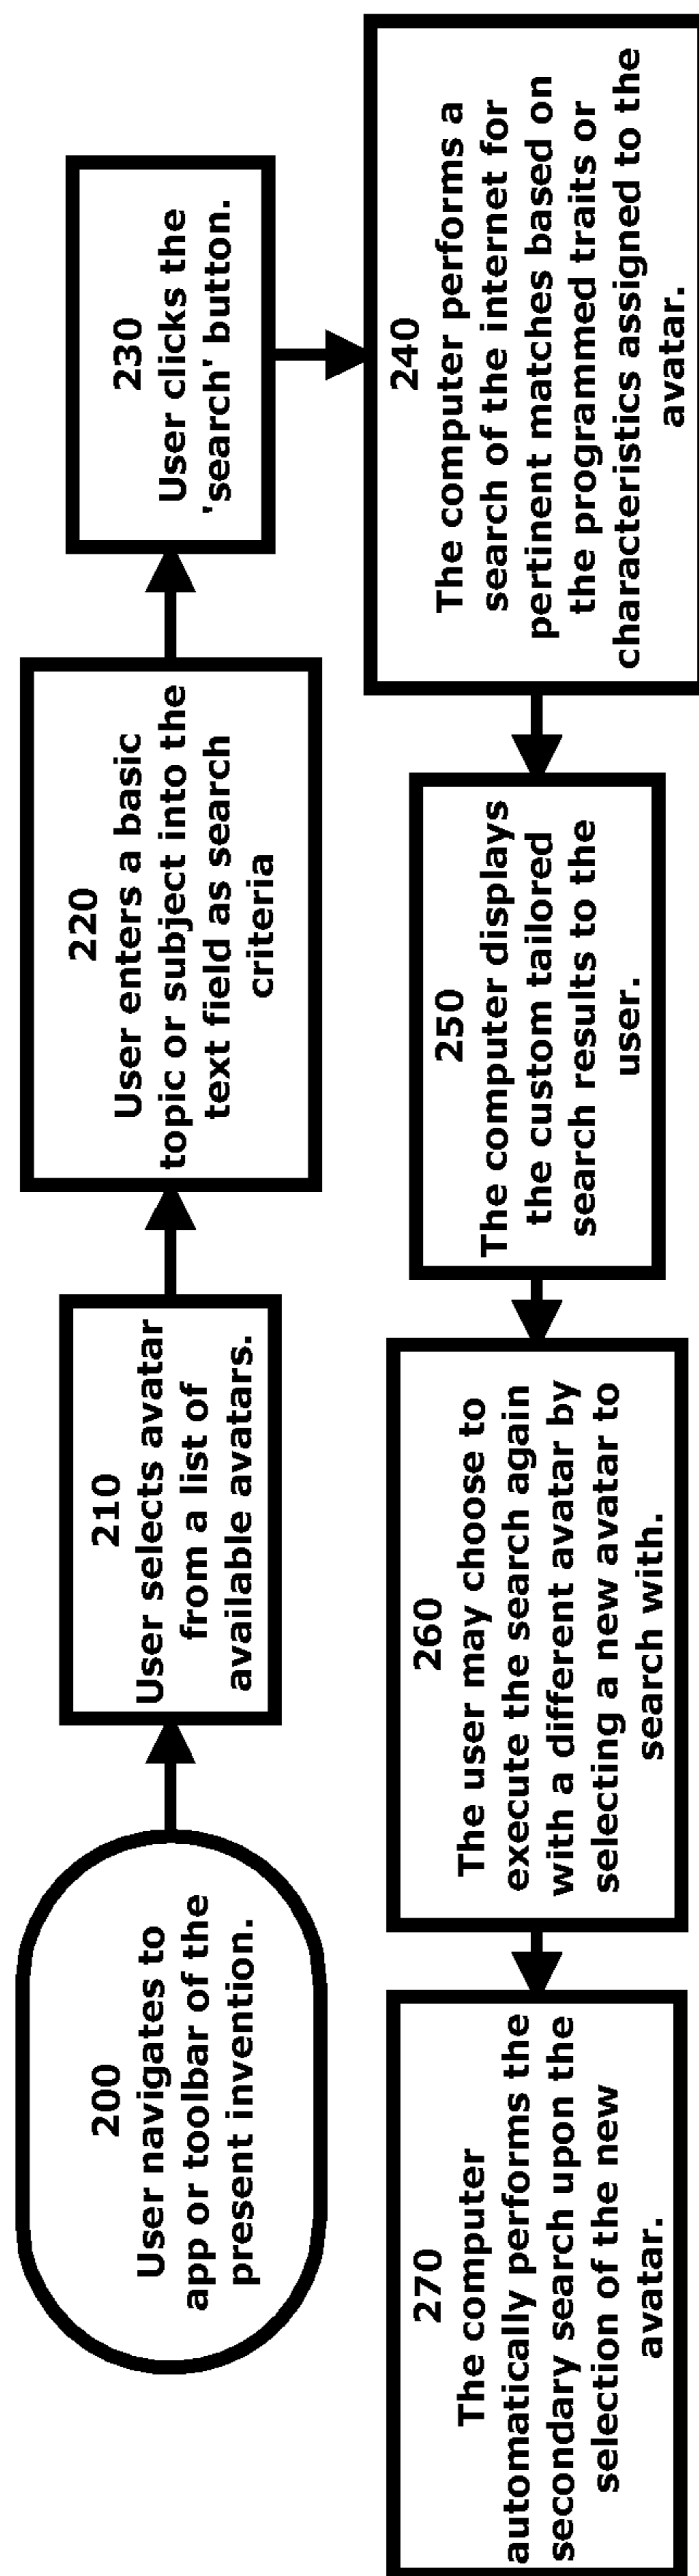 200
User navigates to
app or toolbar of the
present invention.
210
User selects avatar
from a list of
available avatars.
220
User enters a basic
topic or subject into the
text field as search
criteria
230
User clicks the
'search' button.
240
The computer performs a
search of the internet for
pertinent matches based on
the programmed traits or
characteristics assigned to the
avatar.
250
The computer displays
the custom tailored
search results to the
user.
260
The user may choose to
execute the search again
with a different avatar by
selecting a new avatar to
search with.
270
The computer
automatically performs the
secondary search upon the
selection of the new
avatar.